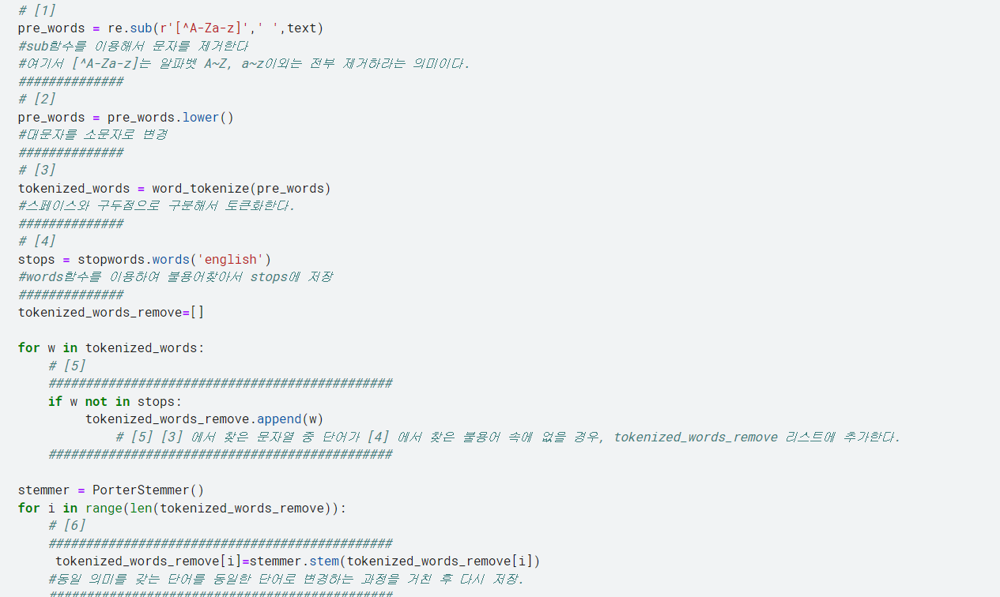 # [1]
pre_words = re.sub(r'[^A-Za-z]',' ',text)
#sub함수를 이용해서 문자를 제거한다
#여기서 [^A-Za-z]는 알파벳 A~Z, a~z이외는 전부 제거하라는 의미이다.
##############
# [2]
pre_words = pre_words.lower()
#대문자를 소문자로 변경
##############
# [3]
tokenized_words = word_tokenize(pre_words)
#스페이스와 구두점으로 구분해서 토큰화한다.
##############
# [4]
stops = stopwords.words('english')
#words함수를 이용하여 불용어찾아서 stops에 저장
##############
tokenized_words_remove=[]
for w in tokenized_words:
# [5]
##############################################
if w not in stops:
tokenized_words_remove.append(w)
# [5] [3] 에서 찾은 문자열 중 단어가 [4] 에서 찾은 불용어 속에 없을 경우, tokenized_words_remove 리스트에 추가한다.
##############################################
stemmer = PorterStemmer()
for i in range(len(tokenized_words_remove)):
# [6]
##############################################
tokenized_words_remove[i]=stemmer.stem(tokenized_words_remove[i])
#동일 의미를 갖는 단어를 동일한 단어로 변경하는 과정을 거친 후 다시 저장.
##############################################